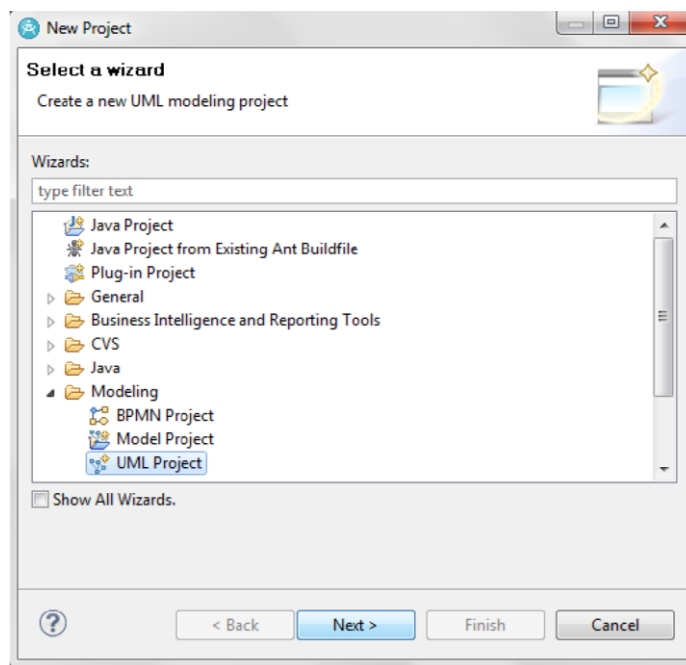 New Project
Select a wizard
Create a new UML modeling project
Wizards:
type filter text
Java Project
Java Project from Existing Ant Buildfile
Plug-in Project
General
Business Intelligence and Reporting Tools
CVS
Java
Modeling
BPMN Project
Model Project
UML Project
Show All Wizards.
? < Back Next > Finish Cancel